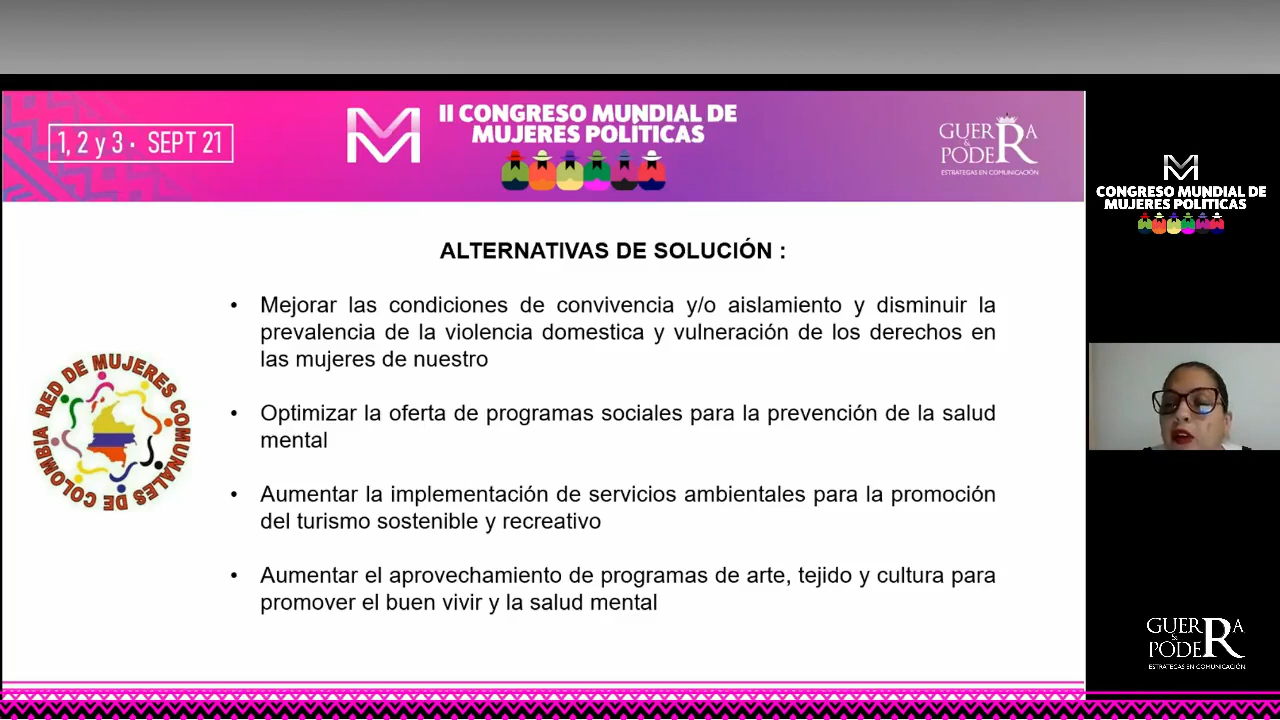 1, 2 y 3 • SEPT 21
II CONGRESO MUNDIAL DE
MUJERES POLÍTICAS
GUERRA
&
PODER
ESTRATEGAS EN COMUNICACIÓN
CONGRESO MUNDIAL DE
MUJERES POLÍTICAS
ALTERNATIVAS DE SOLUCIÓN :
• Mejorar las condiciones de convivencia y/o aislamiento y disminuir la
prevalencia de la violencia domestica y vulneración de los derechos en
las mujeres de nuestro
• Optimizar la oferta de programas sociales para la prevención de la salud
mental
• Aumentar la implementación de servicios ambientales para la promoción
del turismo sostenible y recreativo
• Aumentar el aprovechamiento de programas de arte, tejido y cultura para
promover el buen vivir y la salud mental
RED DE MUJERES COMUNALES DE COLOMBIA
GUERRA
&
PODER
ESTRATEGAS EN COMUNICACIÓN